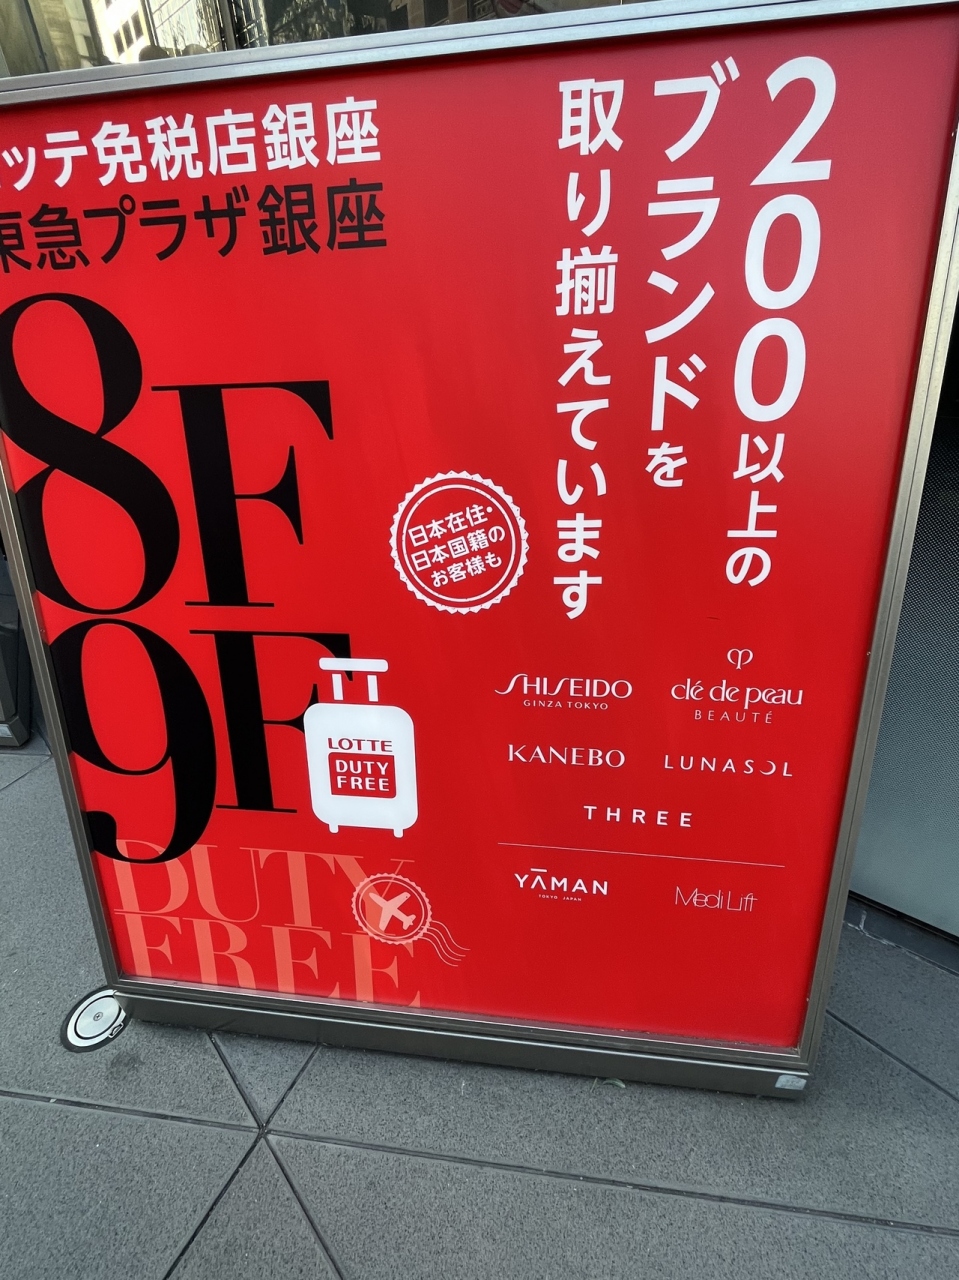 ッテ免税店銀座
東急プラザ銀座
8F
9F
200以上の
ブランドを
取り揃えています
日本在住・
日本国籍の
お客様も
LOTTE
DUTY
FREE
DUTY
FREE
SHISEIDO
GINZA TOKYO
clé de peau
BEAUTÉ
KANEBO
LUNASOL
THREE
YĀMAN
TOKYO JAPAN
Medi Lift